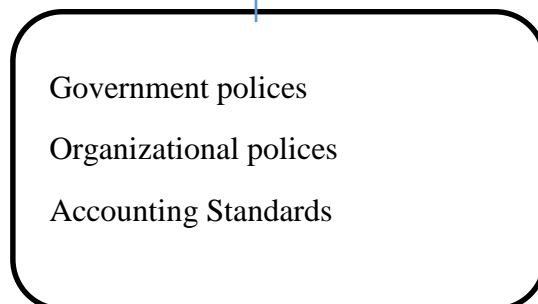 Government polices
Organizational polices
Accounting Standards